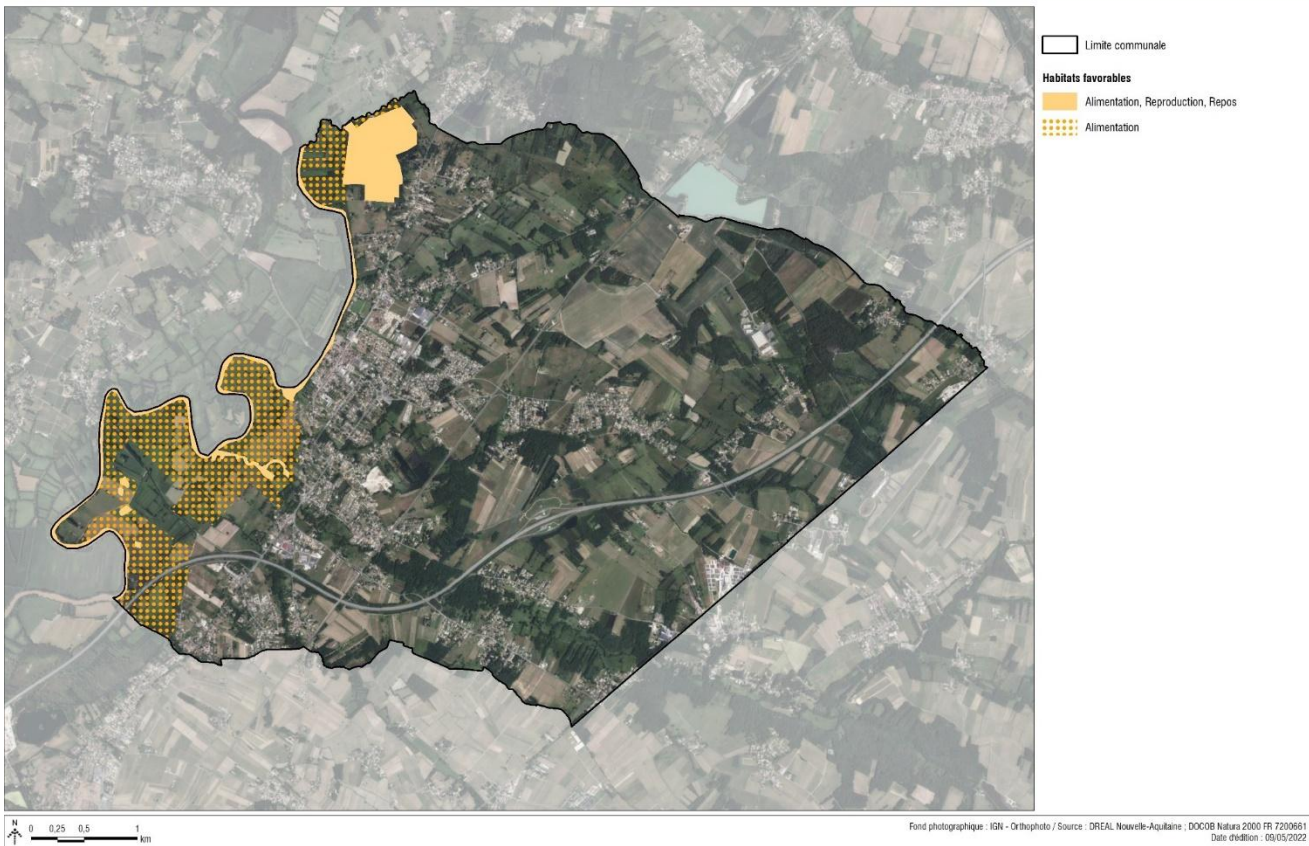 Limite communale
Habitats favorables
Alimentation, Reproduction, Repos
Alimentation
N
0 0,25 0,5 1
km
Fond photographique : IGN - Orthophoto / Source : DREAL Nouvelle-Aquitaine ; DOCOB Natura 2000 FR 7200661
Date d'édition : 09/05/2022